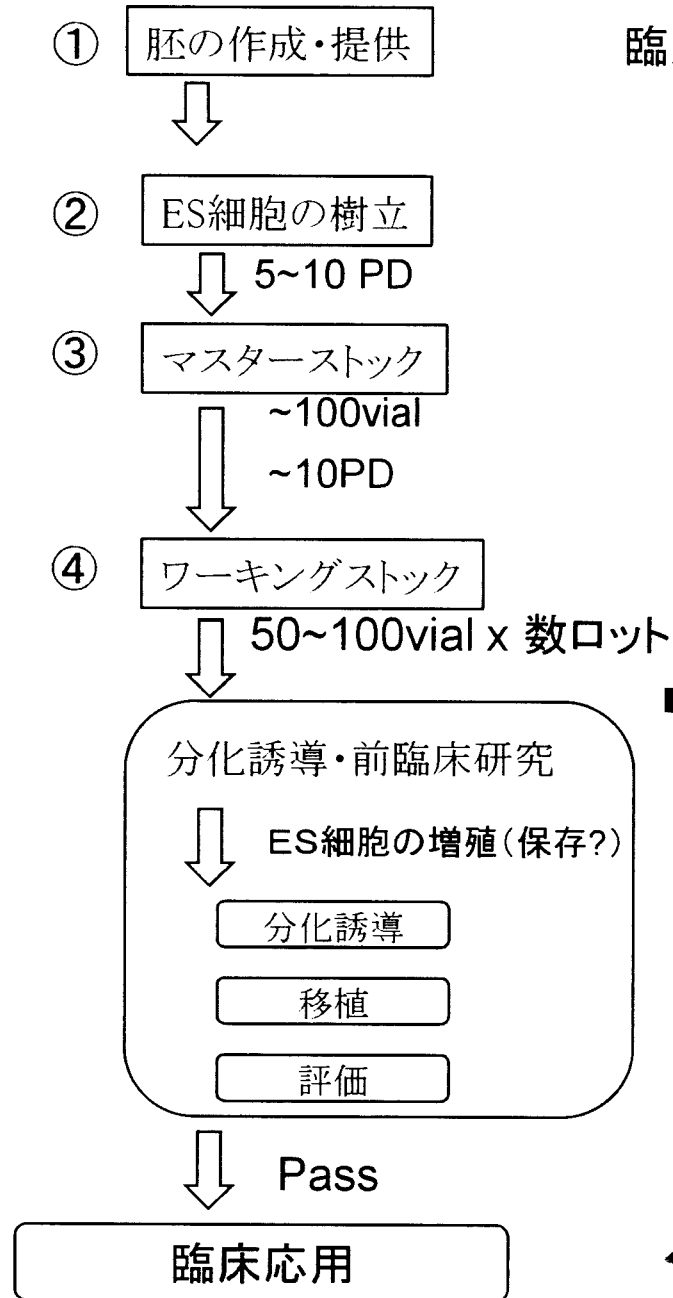 ① 胚の作成・提供
臨
② ES細胞の樹立
5~10 PD
③ マスターストック
~100vial
~10PD
④ ワーキングストック
50~100vial x 数ロット
分化誘導・前臨床研究
ES細胞の増殖(保存?)
分化誘導
移植
評価
Pass
臨床応用